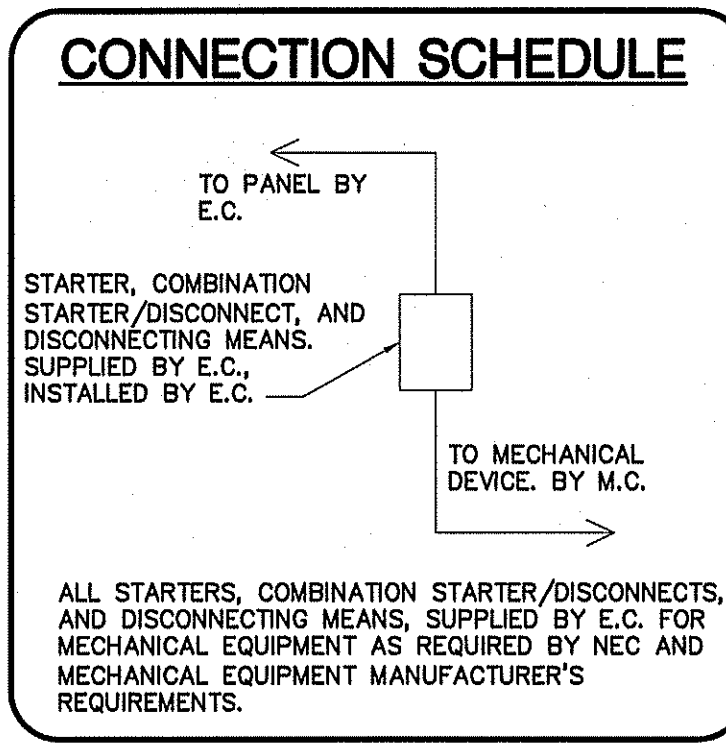 CONNECTION SCHEDULE
TO PANEL BY
E.C.
STARTER, COMBINATION
STARTER/DISCONNECT, AND
DISCONNECTING MEANS.
SUPPLIED BY E.C.,
INSTALLED BY E.C.
TO MECHANICAL
DEVICE. BY M.C.
ALL STARTERS, COMBINATION STARTER/DISCONNECTS,
AND DISCONNECTING MEANS, SUPPLIED BY E.C. FOR
MECHANICAL EQUIPMENT AS REQUIRED BY NEC AND
MECHANICAL EQUIPMENT MANUFACTURER'S
REQUIREMENTS.